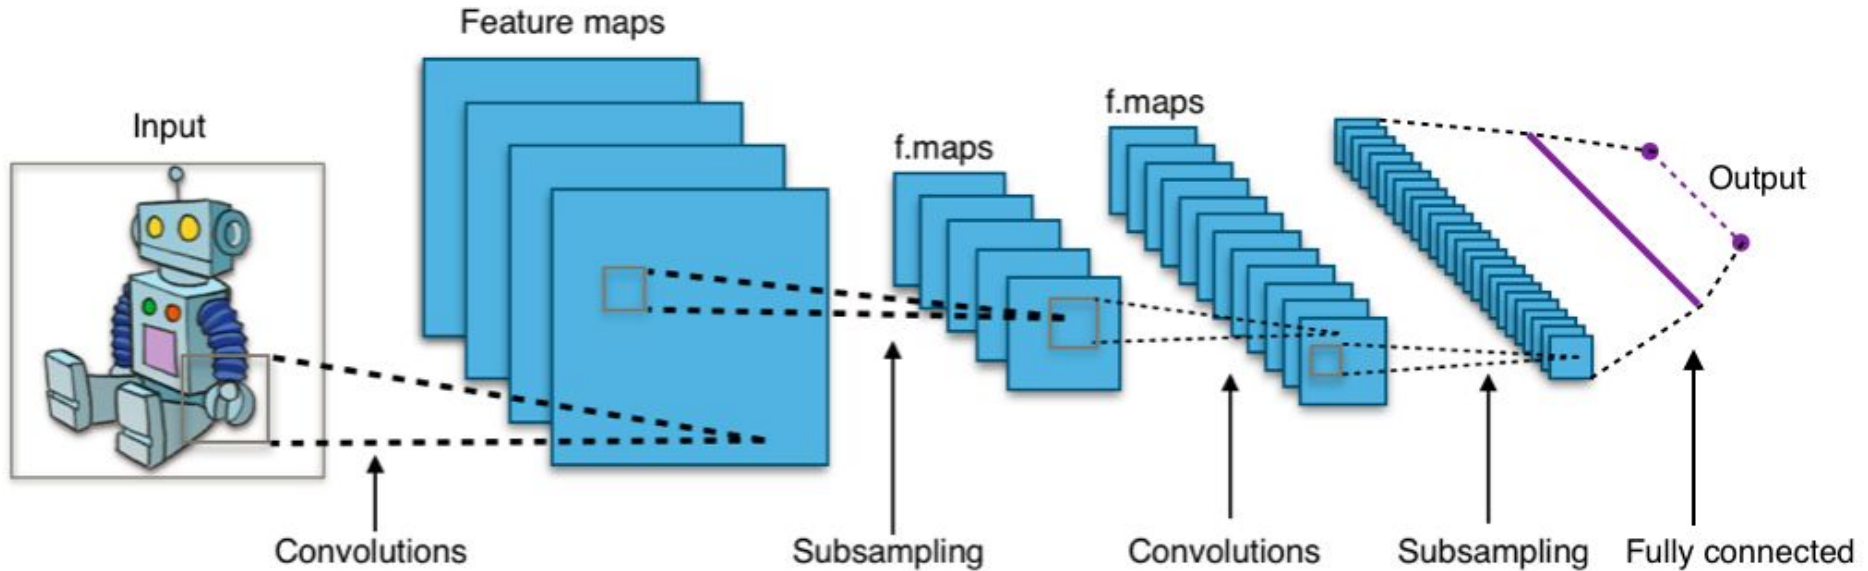 Feature maps
f.maps
Input
f.maps
Output
Convolutions
Subsampling
Convolutions
Subsampling
Fully connected